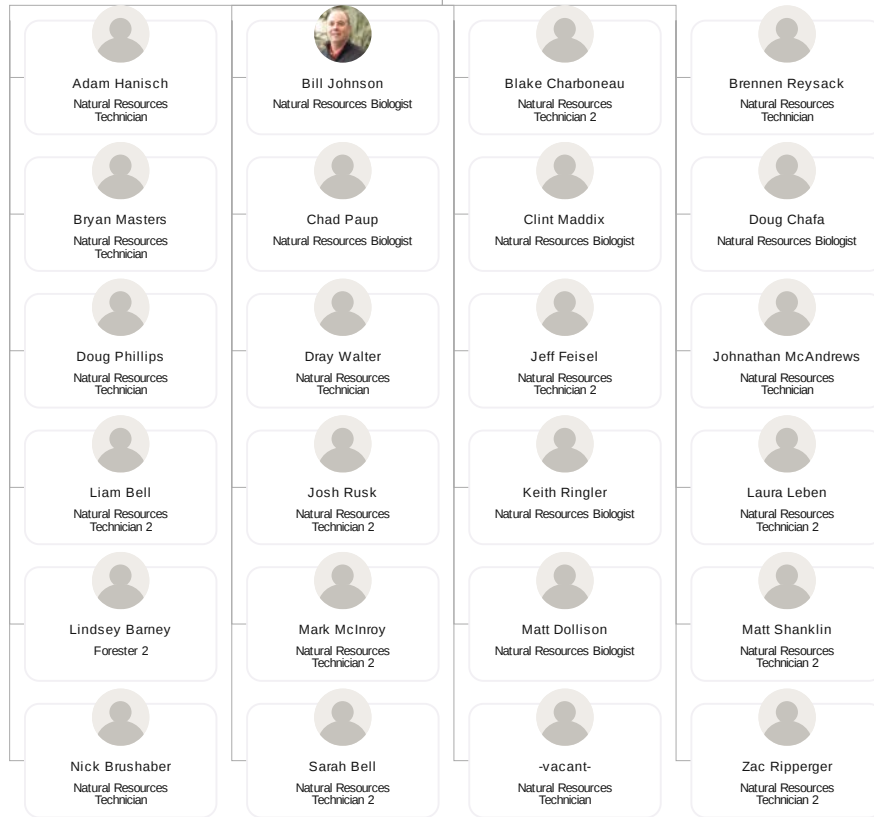 Adam Hanisch
Natural Resources
Technician
Bill Johnson
Natural Resources Biologist
Blake Charboneau
Natural Resources
Technician 2
Brennen Reysack
Natural Resources
Technician
Bryan Masters
Natural Resources
Technician
Chad Paup
Natural Resources Biologist
Clint Maddix
Natural Resources Biologist
Doug Chafa
Natural Resources Biologist
Doug Phillips
Natural Resources
Technician
Dray Walter
Natural Resources
Technician
Jeff Feisel
Natural Resources
Technician 2
Johnathan McAndrews
Natural Resources
Technician
Liam Bell
Natural Resources
Technician 2
Josh Rusk
Natural Resources
Technician 2
Keith Ringler
Natural Resources Biologist
Laura Leben
Natural Resources
Technician 2
Lindsey Barney
Forester 2
Mark McInroy
Natural Resources
Technician 2
Matt Dollison
Natural Resources Biologist
Matt Shanklin
Natural Resources
Technician 2
Nick Brushaber
Natural Resources
Technician
Sarah Bell
Natural Resources
Technician 2
-vacant-
Natural Resources
Technician
Zac Ripperger
Natural Resources
Technician 2